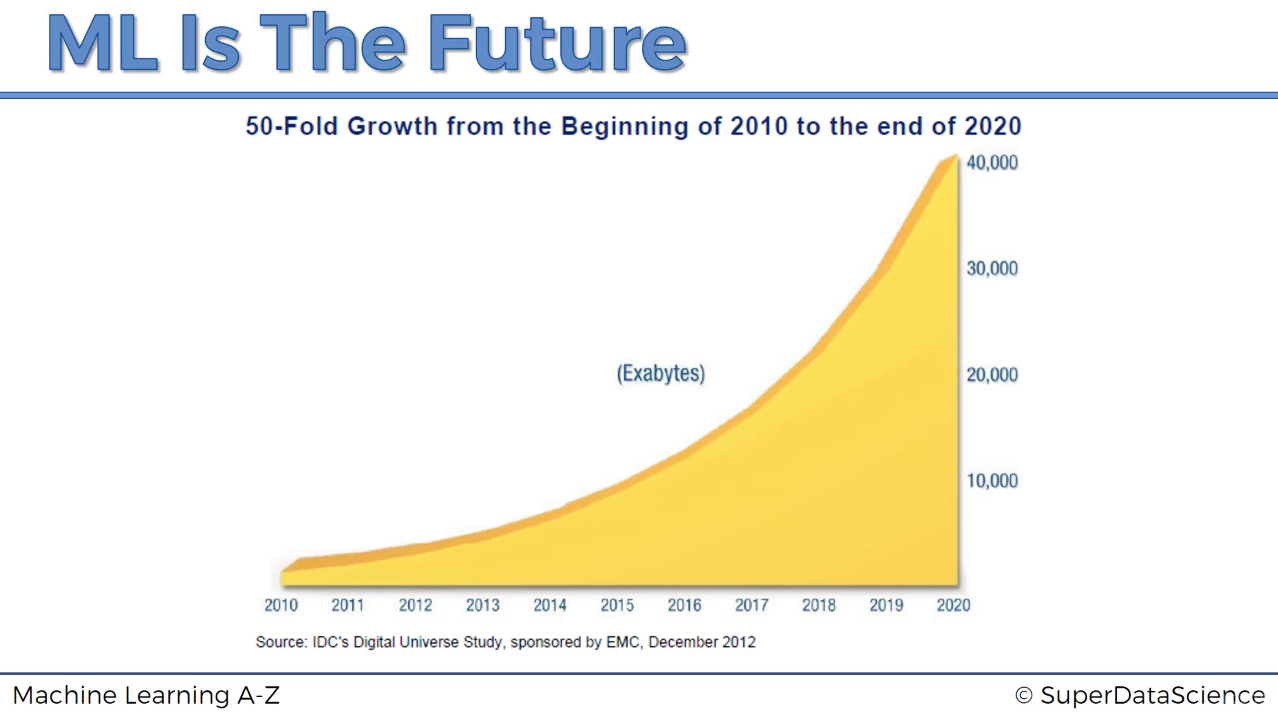 ML Is The Future
50-Fold Growth from the Beginning of 2010 to the end of 2020
40,000
30,000
(Exabytes)
20,000
10,000
2010 2011 2012 2013 2014 2015 2016 2017 2018 2019 2020
Source: IDC's Digital Universe Study, sponsored by EMC, December 2012
Machine Learning A-Z
© SuperDataScience